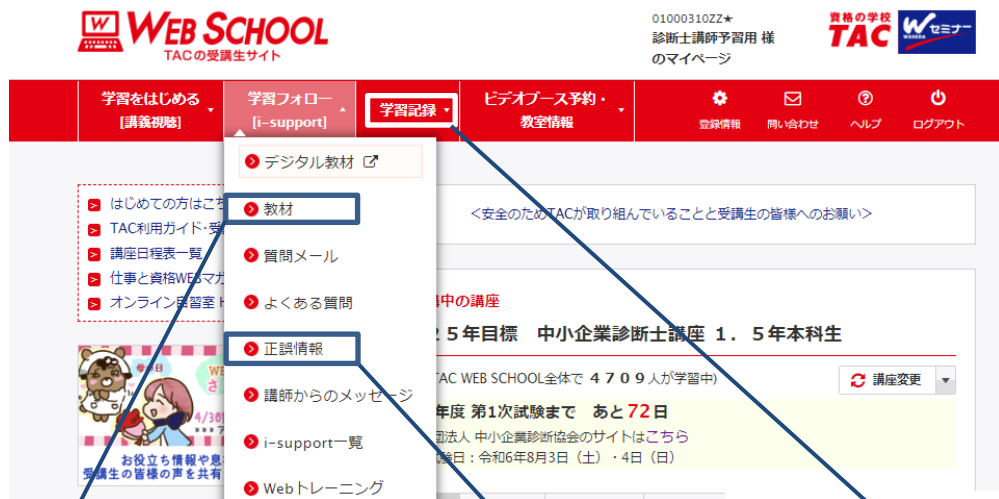 WEB SCHOOL
TACの受講生サイト
01000310ZZ★
診断士講師予習用 様
のマイページ
資格の学校
TAC
Wセミナー
WASEDA
学習をはじめる
[講義視聴]
学習フォロー
[i-support]
学習記録
ビデオブース予約・
教室情報
登録情報
問い合わせ
ヘルプ
ログアウト
デジタル教材
教材
質問メール
よくある質問
正誤情報
講師からのメッセージ
i-support一覧
Webトレーニング
はじめての方はこち
TAC利用ガイド・受
講座日程表一覧
仕事と資格WEBマガ
オンライン自習室
<安全のためTACが取り組んでいることと受講生の皆様へのお願い>
中の講座
25年目標 中小企業診断士講座 1.5年本科生
TAC WEB SCHOOL全体で 4709人が学習中)
講座変更
年度 第1次試験まで あと72日
団法人 中小企業診断協会のサイトはこちら
験日：令和6年8月3日（土）・4日（日）
母の日
WE
さ
4/30
お役立ち情報や息
受講生の皆様の声を共有